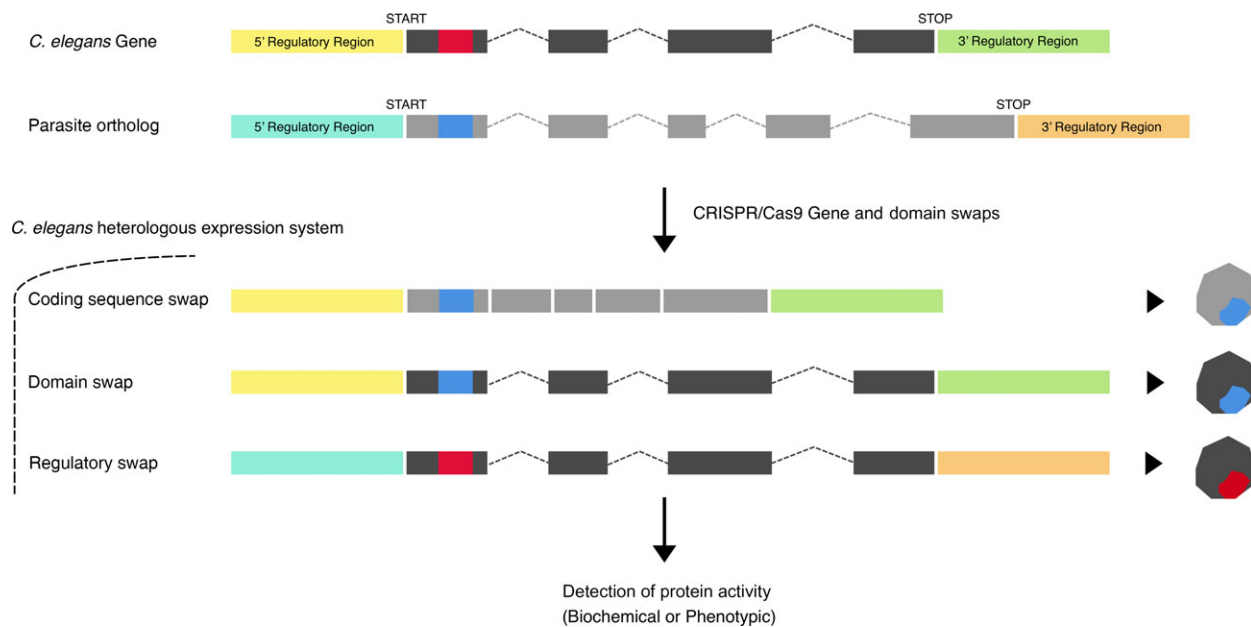 START
STOP
C. elegans Gene
5’ Regulatory Region
3’ Regulatory Region
START
STOP
Parasite ortholog
5’ Regulatory Region
3’ Regulatory Region
CRISPR/Cas9 Gene and domain swaps
C. elegans heterologous expression system
Coding sequence swap
Domain swap
Regulatory swap
Detection of protein activity
(Biochemical or Phenotypic)